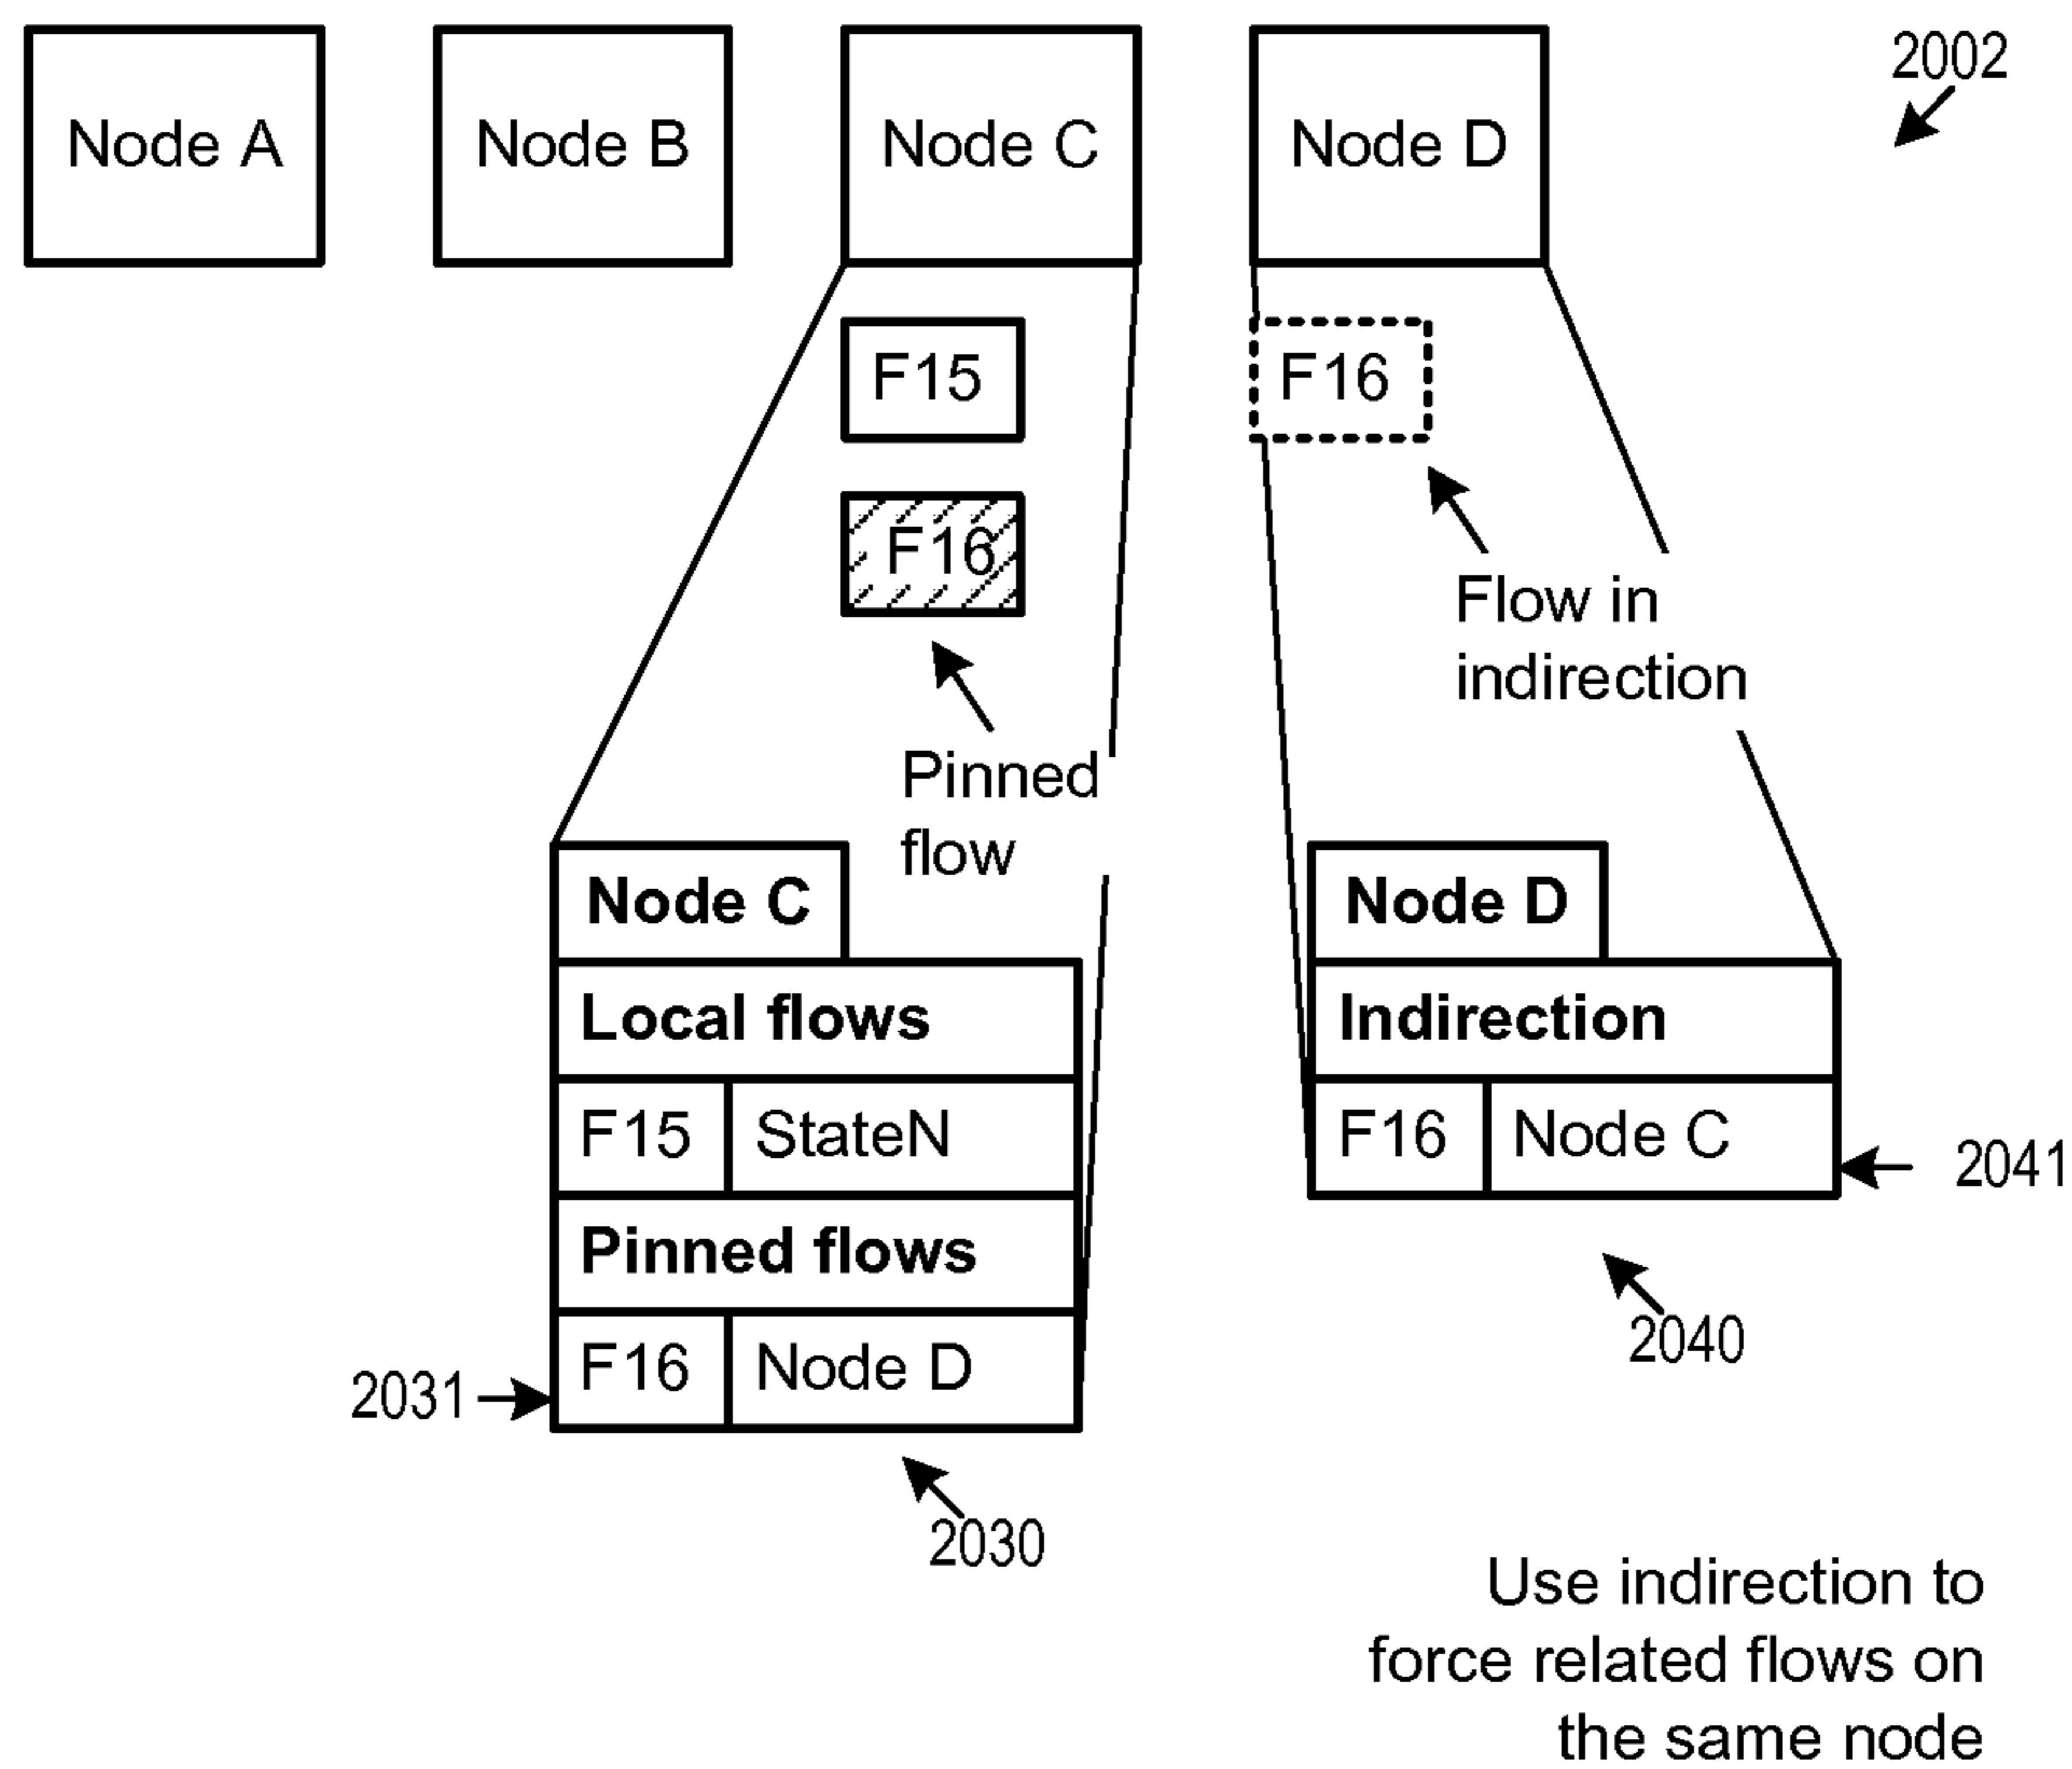 2002
Node A
Node B
Node C
Node D
F15
F16
F16
Flow in
indirection
Pinned
flow
Node C
Local flows
F15 StateN
Pinned flows
F16 Node D
2031
2030
Node D
Indirection
F16 Node C
2041
2040
Use indirection to
force related flows on
the same node